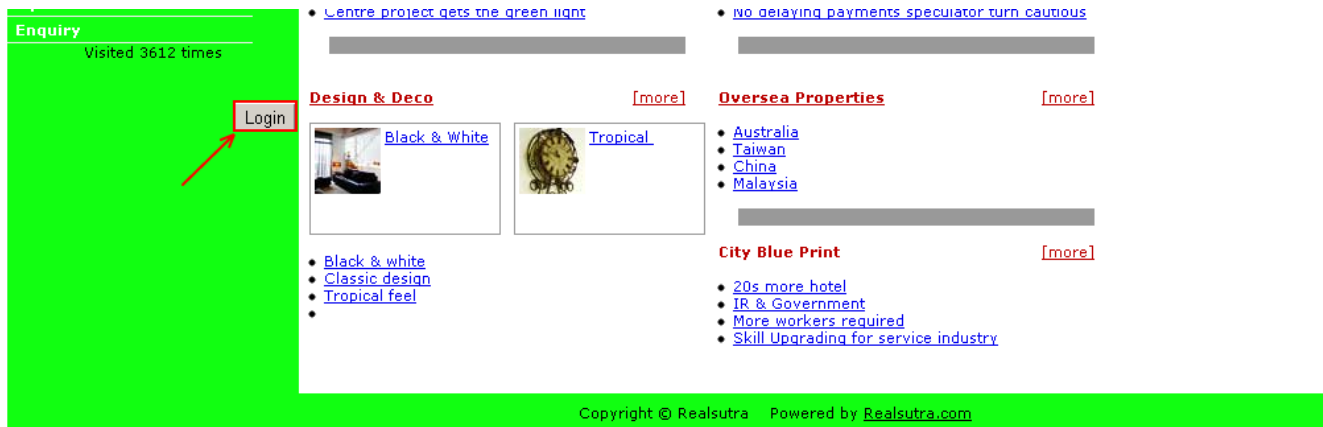 Enquiry
Visited 3612 times
Login
Centre project gets the green light
No delaying payments speculator turn cautious
Design & Deco [more]
Black & White
Tropical
Black & white
Classic design
Tropical feel
Oversea Properties [more]
Australia
Taiwan
China
Malaysia
City Blue Print [more]
20s more hotel
IR & Government
More workers required
Skill Upgrading for service industry
Copyright © Realsutra Powered by Realsutra.com